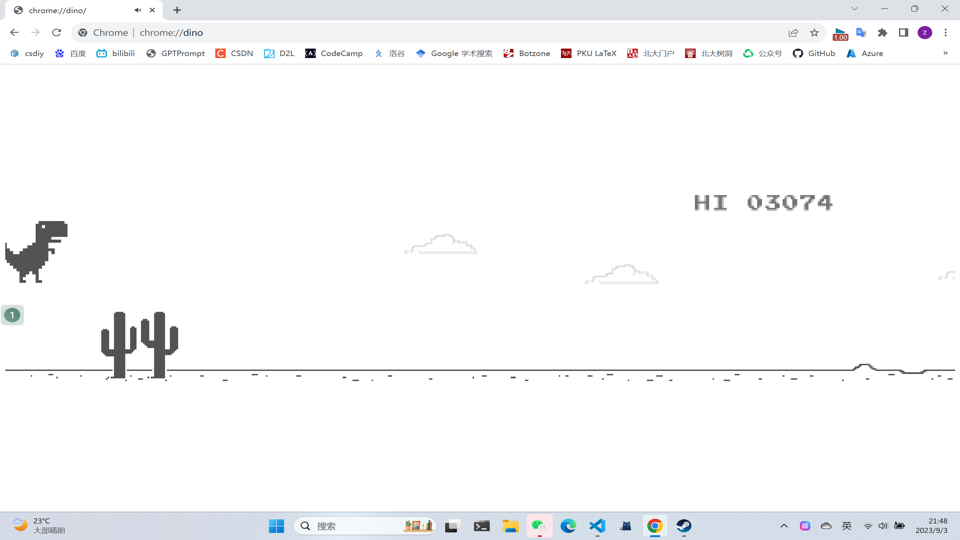 chrome://dino/
Chrome | chrome://dino
1.00
z
csdiy
百度
bilibili
GPTPrompt
CSDN
D2L
CodeCamp
洛谷
Google 学术搜索
Botzone
PKU LaTeX
北大门户
北大树洞
公众号
GitHub
Azure
»
HI 03074
1
23°C
大部晴朗
搜索
英
21:48
2023/9/3